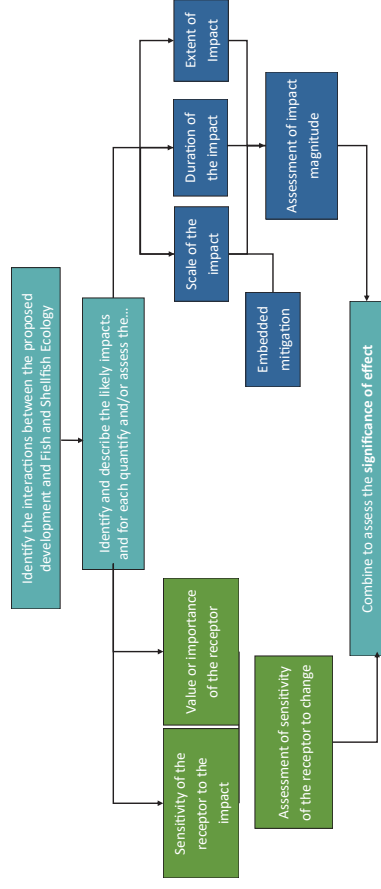 Identify the interactions between the proposed
development and Fish and Shellfish Ecology
Identify and describe the likely impacts
and for each quantify and/or assess the...
Sensitivity of the
receptor to the
impact
Value or importance
of the receptor
Scale of the
impact
Duration of
the impact
Extent of
Impact
Embedded
mitigation
Assessment of sensitivity
of the receptor to change
Assessment of impact
magnitude
Combine to assess the significance of effect